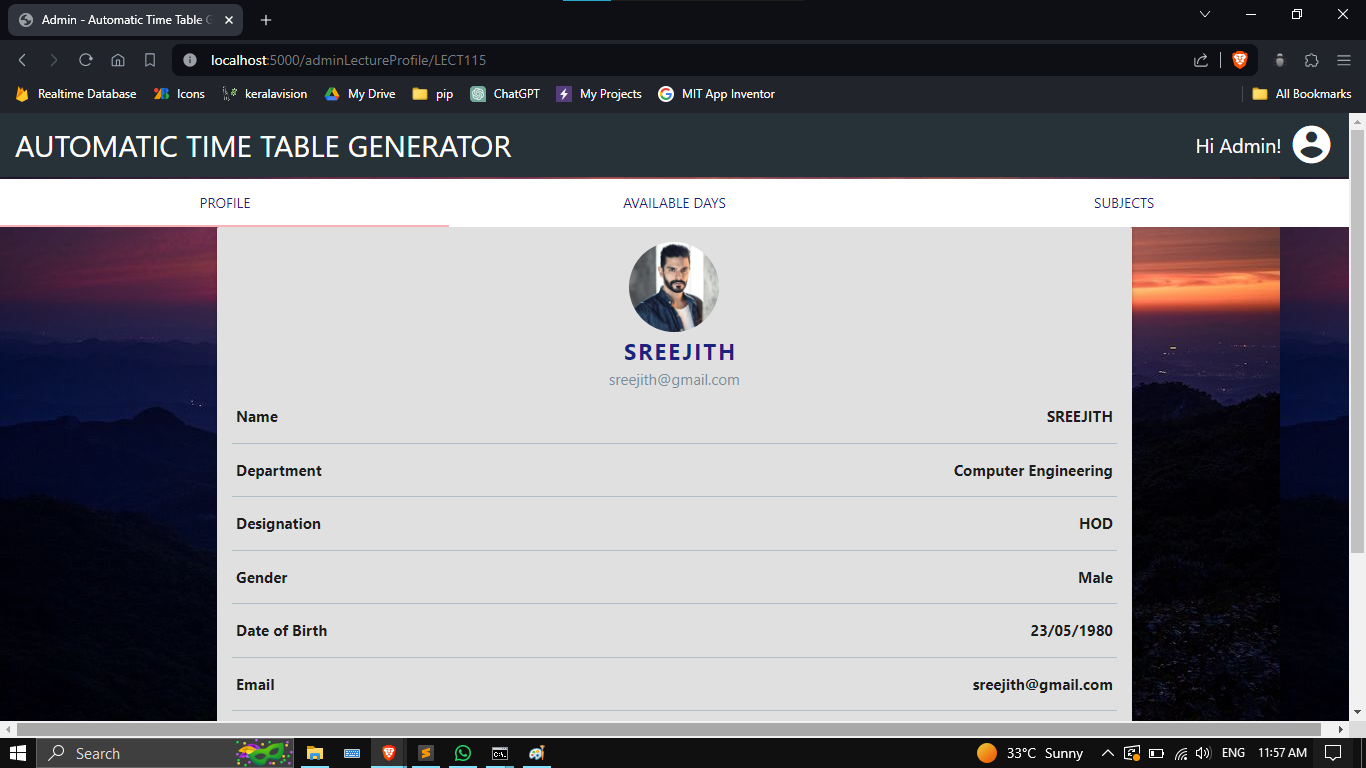 Admin - Automatic Time Table G
localhost:5000/adminLectureProfile/LECT115
Realtime Database Icons keralavision My Drive pip ChatGPT My Projects MIT App Inventor All Bookmarks
AUTOMATIC TIME TABLE GENERATOR Hi Admin!
PROFILE AVAILABLE DAYS SUBJECTS
SREEJITH
sreejith@gmail.com
Name SREEJITH
Department Computer Engineering
Designation HOD
Gender Male
Date of Birth 23/05/1980
Email sreejith@gmail.com
Search 33°C Sunny ENG 11:57 AM